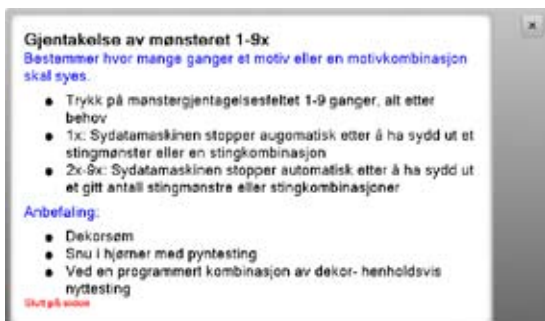 Gjentakelse av mønsteret 1-9x
Bestemmer hvor mange ganger et motiv eller en motivkombinasjon
skal syes.
● Trykk på mønstergjentagelsesfeltet 1-9 ganger, alt etter
behov
● 1x: Sydatamaskinen stopper augomatisk etter å ha sydd ut et
stingmønster eller en stingkombinasjon
● 2x-9x: Sydatamaskinen stopper automatisk etter å ha sydd ut
et gitt antall stingmønstre eller stingkombinasjoner
Anbefaling:
● Dekorsøm
● Snu i hjørner med pyntesting
● Ved en programmert kombinasjon av dekor- henholdsvis
nyttesting
Slutt på siden